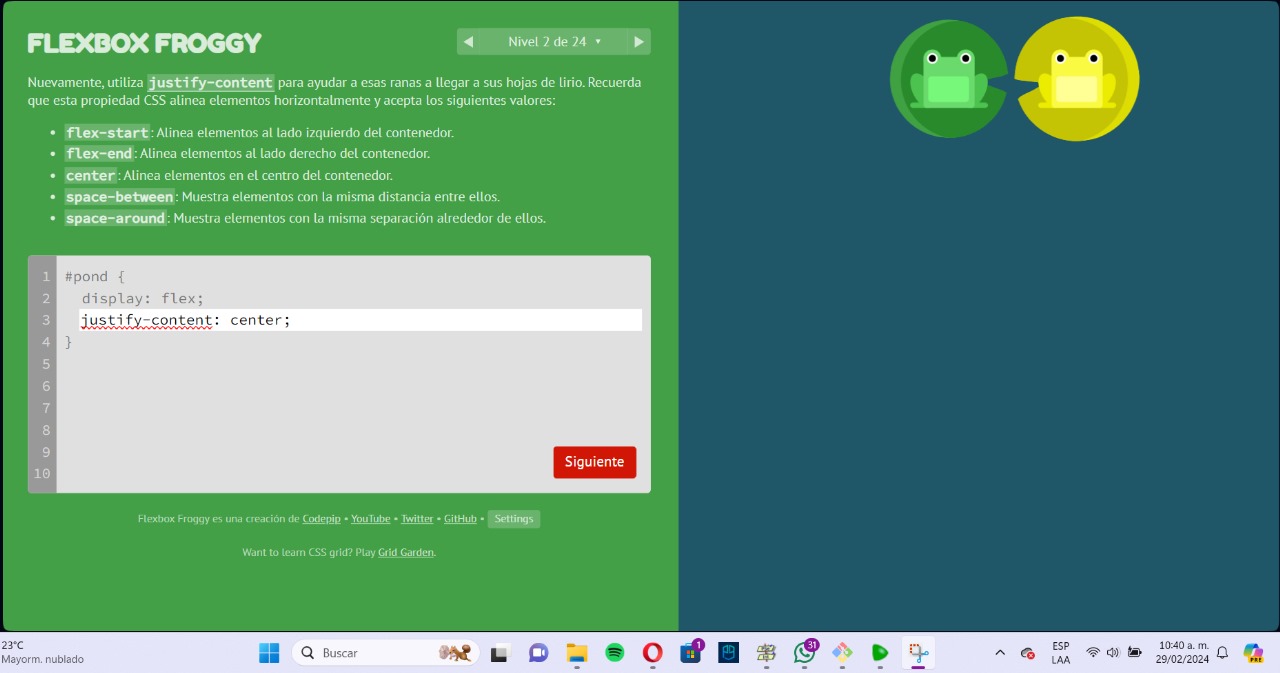 FLEXBOX FROGGY
Nivel 2 de 24
Nuevamente, utiliza justify-content para ayudar a esas ranas a llegar a sus hojas de lirio. Recuerda
que esta propiedad CSS alinea elementos horizontalmente y acepta los siguientes valores:
flex-start: Alinea elementos al lado izquierdo del contenedor.
flex-end: Alinea elementos al lado derecho del contenedor.
center: Alinea elementos en el centro del contenedor.
space-between: Muestra elementos con la misma distancia entre ellos.
space-around: Muestra elementos con la misma separación alrededor de ellos.
1 #pond {
2 display: flex;
3 justify-content: center;
4 }
5
6
7
8
9
10
Siguiente
Flexbox Froggy es una creación de Codepip • YouTube • Twitter • GitHub • Settings
Want to learn CSS grid? Play Grid Garden.
23°C
Mayorm. nublado
Buscar
1
31
ESP
LAA
10:40 a. m.
29/02/2024
PRE